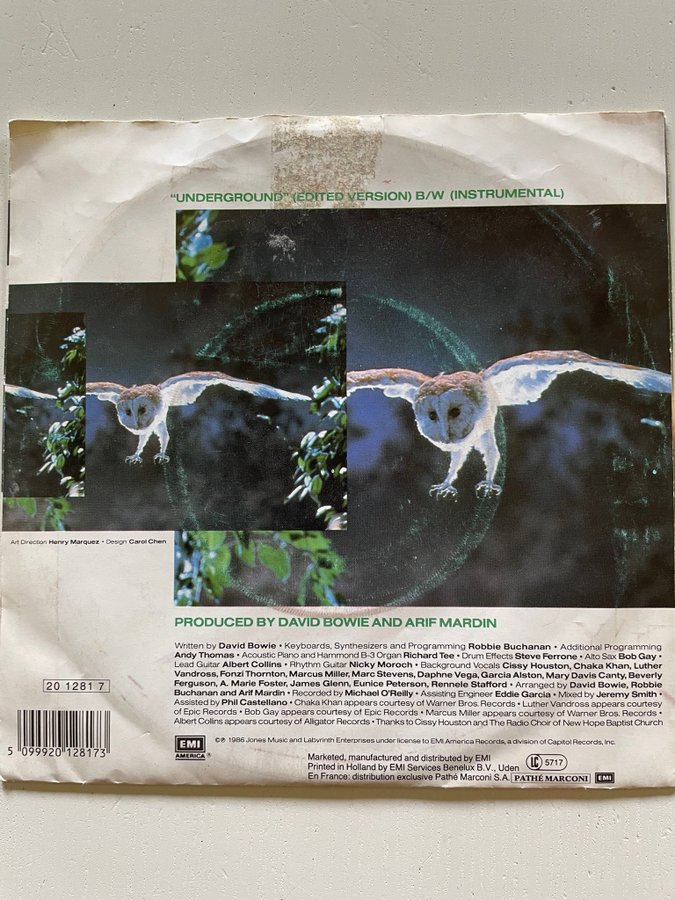 "UNDERGROUND" (EDITED VERSION) B/W (INSTRUMENTAL)
Art Direction Henry Marquez • Design Carol Chen
PRODUCED BY DAVID BOWIE AND ARIF MARDIN
Written by David Bowie • Keyboards, Synthesizers and Programming Robbie Buchanan • Additional Programming
Andy Thomas • Acoustic Piano and Hammond B-3 Organ Richard Tee • Drum Effects Steve Ferrone • Alto Sax Bob Gay •
Lead Guitar Albert Collins • Rhythm Guitar Nicky Moroch • Background Vocals Cissy Houston, Chaka Khan, Luther
Vandross, Fonzi Thornton, Marcus Miller, Marc Stevens, Daphne Vega, Garcia Alston, Mary Davis Canty, Beverly
Ferguson, A. Marie Foster, James Glenn, Eunice Peterson, Rennele Stafford • Arranged by David Bowie, Robbie
Buchanan and Arif Mardin • Recorded by Michael O'Reilly • Assisting Engineer Eddie Garcia • Mixed by Jeremy Smith •
Assisted by Phil Castellano • Chaka Khan appears courtesy of Warner Bros. Records • Luther Vandross appears courtesy
of Epic Records • Bob Gay appears courtesy of Epic Records • Marcus Miller appears courtesy of Warner Bros. Records •
Albert Collins appears courtesy of Alligator Records • Thanks to Cissy Houston and The Radio Choir of New Hope Baptist Church
20 1281 7
5 099920 128173
EMI
AMERICA®
©℗ 1986 Jones Music and Labyrinth Enterprises under license to EMI America Records, a division of Capitol Records, Inc.
Marketed, manufactured and distributed by EMI
Printed in Holland by EMI Services Benelux B.V., Uden
LC 5717
En France: distribution exclusive Pathé Marconi S.A. PATHÉ MARCONI EMI